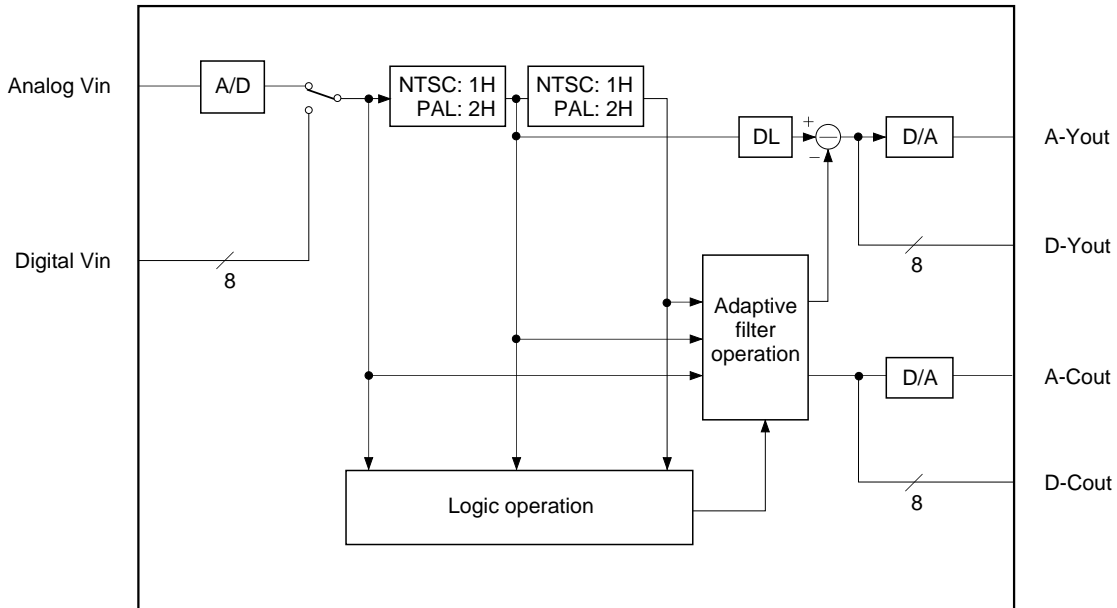 Analog Vin
A/D
NTSC: 1H
PAL: 2H
NTSC: 1H
PAL: 2H
DL
+
−
−
D/A
A-Yout
Digital Vin
8
8
D-Yout
Adaptive
filter
operation
D/A
A-Cout
8
D-Cout
Logic operation